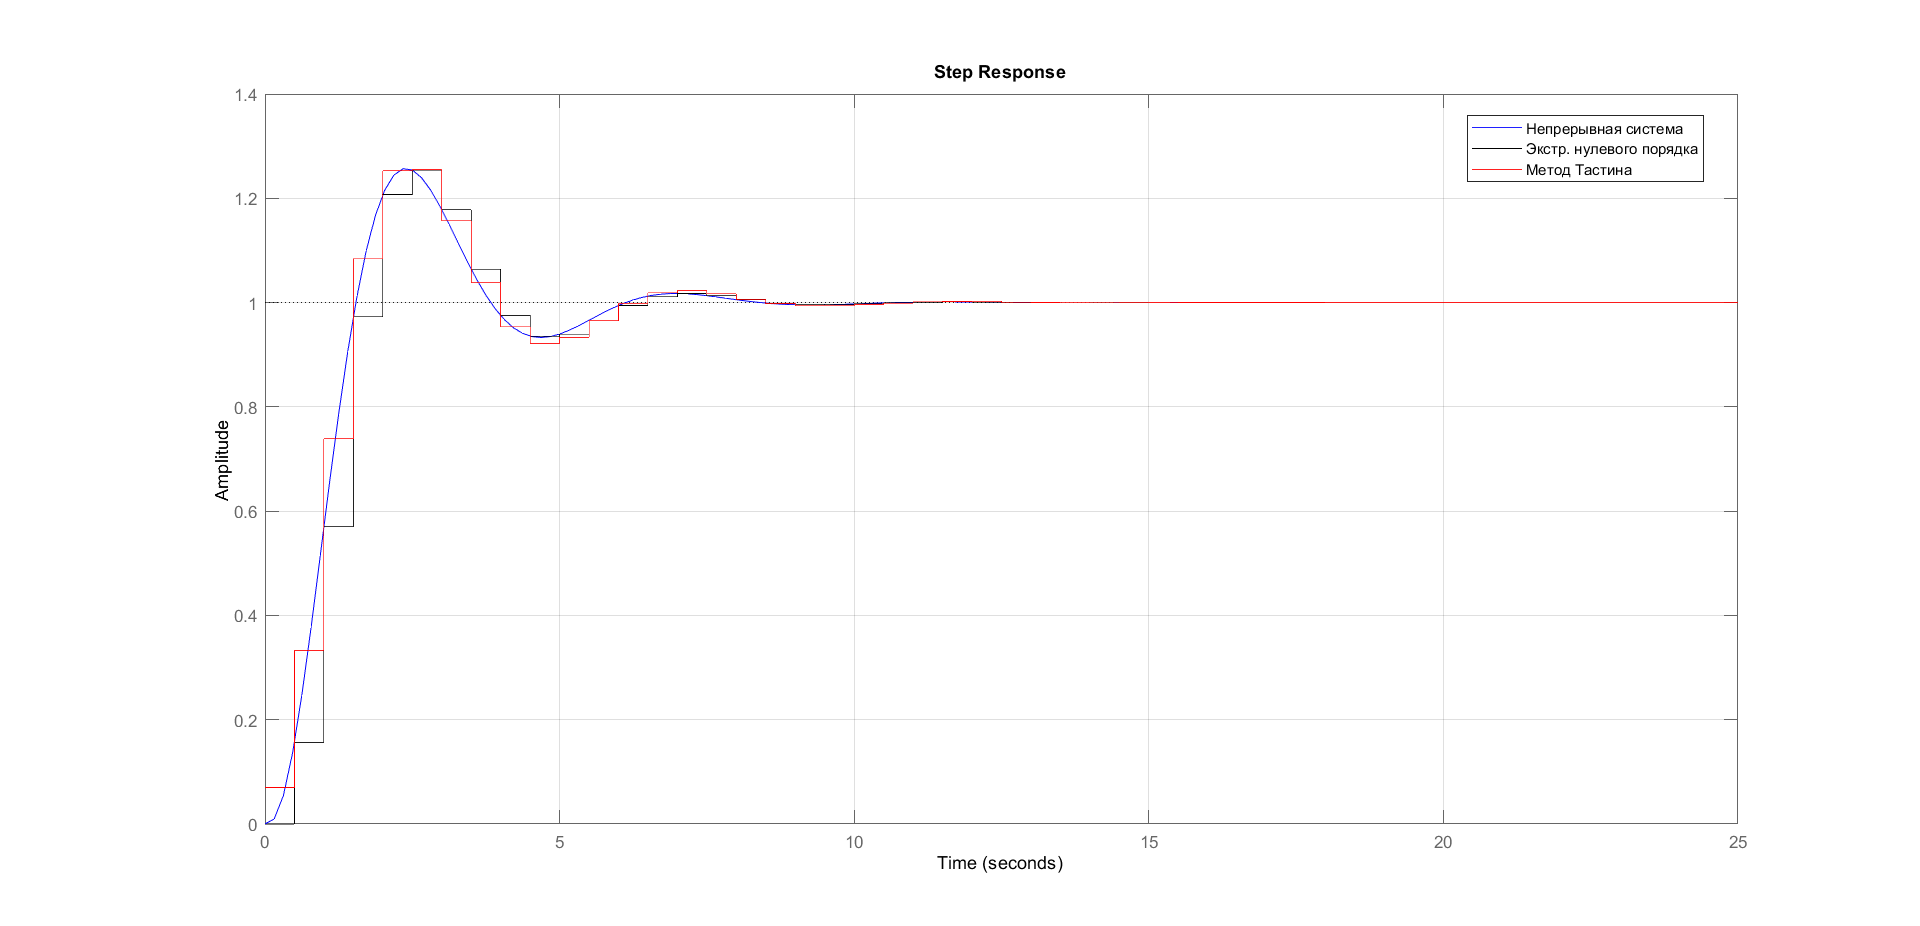 Step Response
1.4
1.2
1
0.8
0.6
0.4
0.2
0
Amplitude
Непрерывная система
Экстр. нулевого порядка
Метод Тастина
0 5 10 15 20 25
Time (seconds)